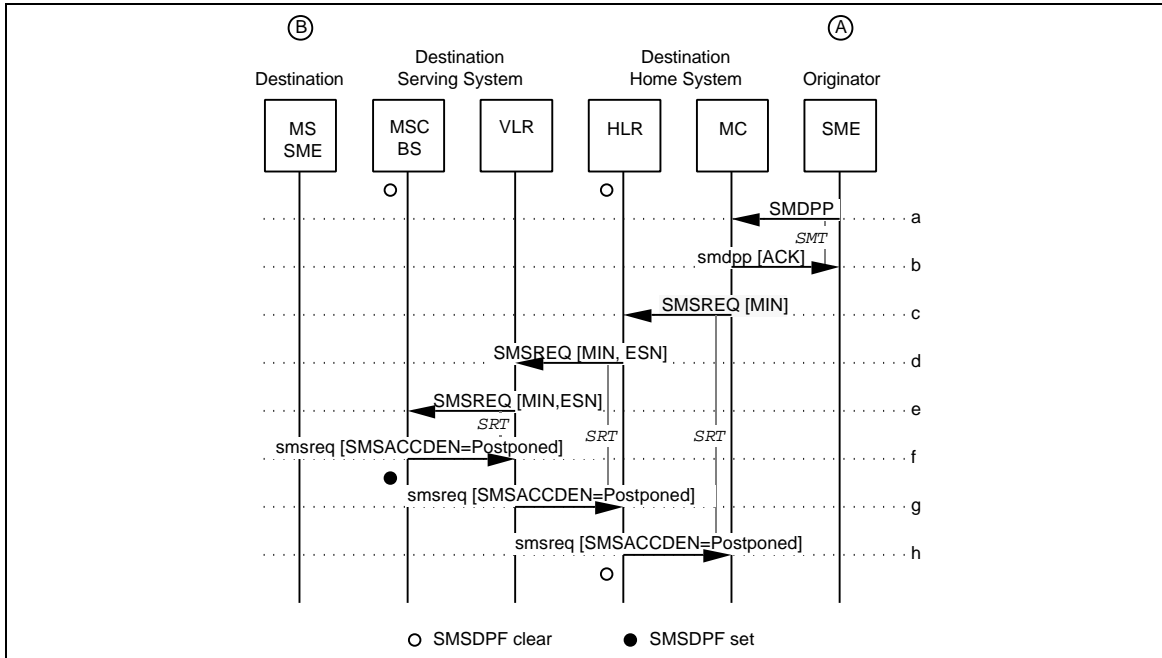 B
A
Destination
Destination
Serving System
Destination
Home System
Originator
MS
SME
MSC
BS
VLR
HLR
MC
SME
SMDPP
a
SMT
smdpp [ACK]
b
SMSREQ [MIN]
c
SMSREQ [MIN, ESN]
d
SMSREQ [MIN,ESN]
e
SRT
SRT
SRT
smsreq [SMSACCDEN=Postponed]
f
smsreq [SMSACCDEN=Postponed]
g
smsreq [SMSACCDEN=Postponed]
h
SMSDPF clear
SMSDPF set